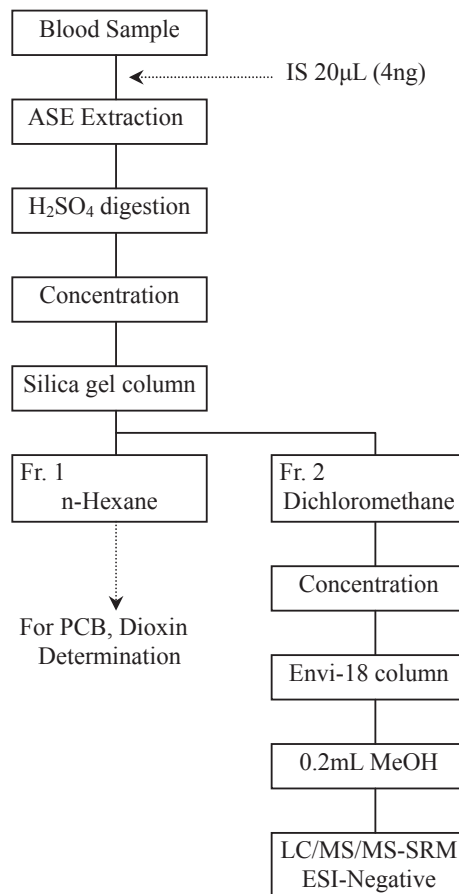 Blood Sample
IS 20μL (4ng)
ASE Extraction
H₂SO₄ digestion
Concentration
Silica gel column
Fr. 1
n-Hexane
For PCB, Dioxin
Determination
Fr. 2
Dichloromethane
Concentration
Envi-18 column
0.2mL MeOH
LC/MS/MS-SRM
ESI-Negative